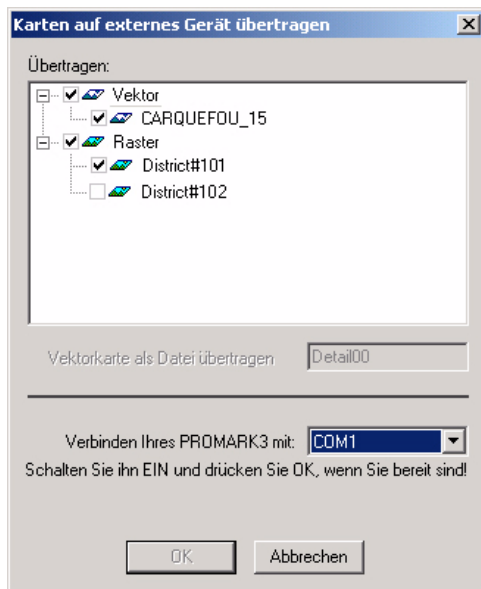 Karten auf externes Gerät übertragen
Übertragen:
Vektor
CARQUEFOU_15
Raster
District#101
District#102
Vektorkarte als Datei übertragen Detail00
Verbinden Ihres PROMARK3 mit: COM1
Schalten Sie ihn EIN und drücken Sie OK, wenn Sie bereit sind!
OK Abbrechen